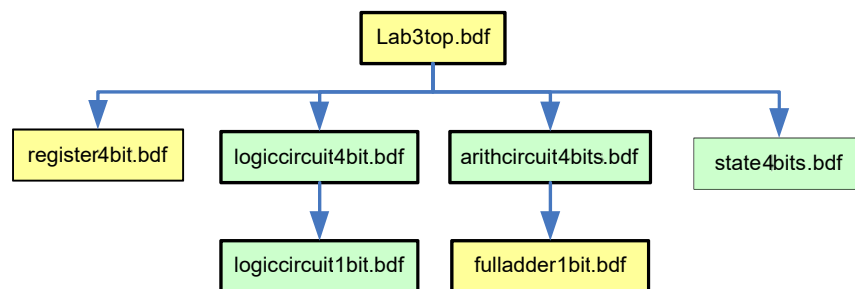 Lab3top.bdf
register4bit.bdf
logiccircuit4bit.bdf
arithcircuit4bits.bdf
state4bits.bdf
logiccircuit1bit.bdf
fulladder1bit.bdf